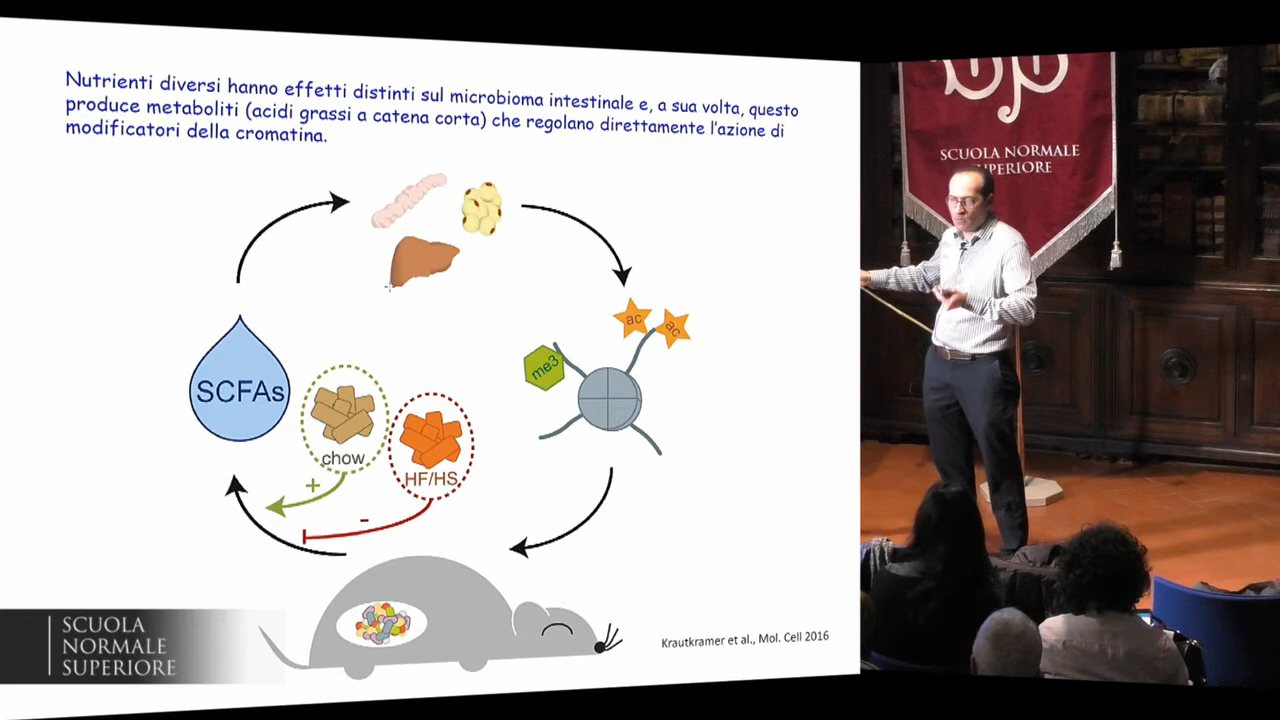 Nutrienti diversi hanno effetti distinti sul microbioma intestinale e, a sua volta, questo
produce metaboliti (acidi grassi a catena corta) che regolano direttamente l'azione di
modificatori della cromatina.
SCUOLA NORMALE
SUPERIORE
ac
ac
me3
SCFAs
chow
HF/HS
+
-
Krautkramer et al., Mol. Cell 2016
SCUOLA
NORMALE
SUPERIORE